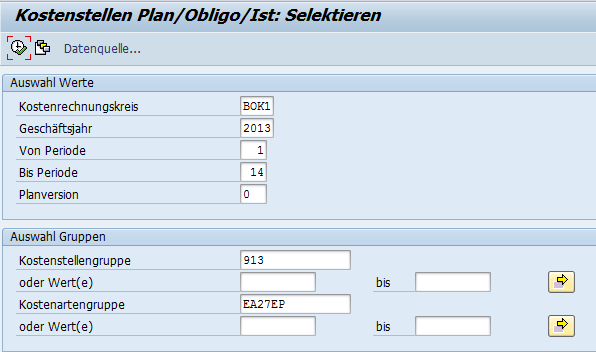 Kostenstellen Plan/Obligo/Ist: Selektieren
Datenquelle...
Auswahl Werte
Kostenrechnungskreis BOK1
Geschäftsjahr 2013
Von Periode 1
Bis Periode 14
Planversion 0
Auswahl Gruppen
Kostenstellengruppe 913
oder Wert(e) bis
Kostenartengruppe EA27EP
oder Wert(e) bis